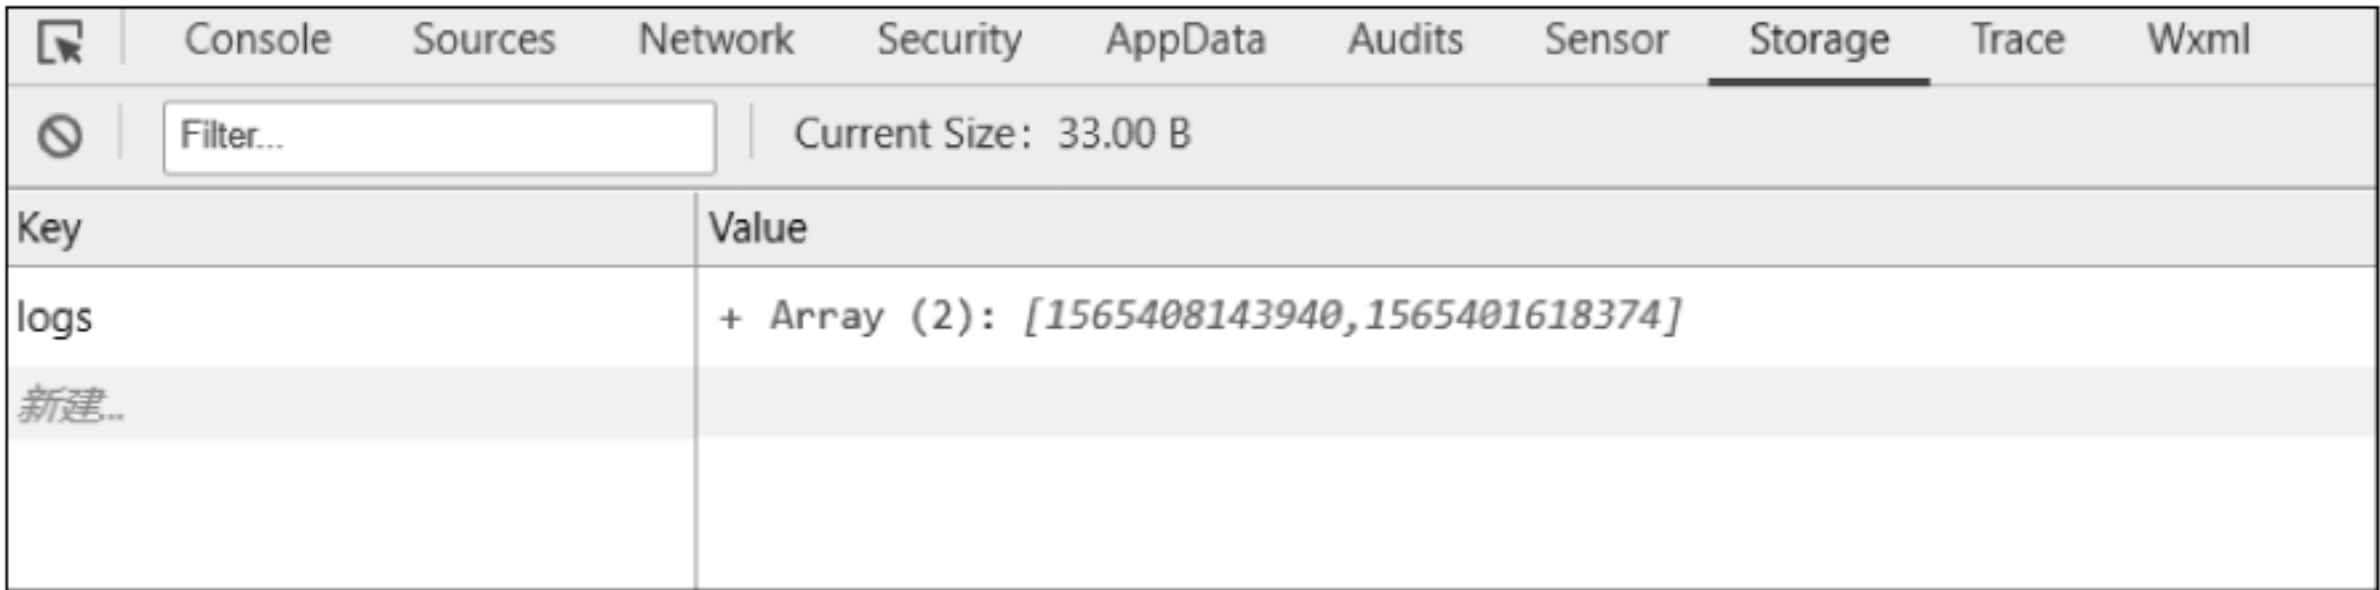 Console Sources Network Security AppData Audits Sensor Storage Trace Wxml
Filter... Current Size: 33.00 B
Key Value
logs + Array (2): [1565408143940,1565401618374]
新建...